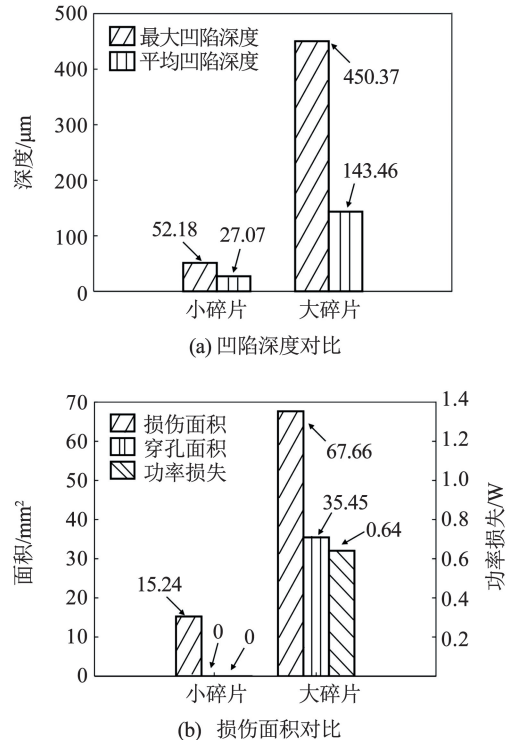 500
最大凹陷深度
平均凹陷深度
400
450.37
300
深度/μm
200
143.46
52.18
27.07
100
0
小碎片
大碎片
(a) 凹陷深度对比
70
1.4
损伤面积
穿孔面积
功率损失
60
1.2
67.66
50
1.0
35.45
40
0.8
0.64
面积/mm²
功率损失/W
30
0.6
15.24
20
0.4
0
0
10
0.2
0
小碎片
大碎片
(b) 损伤面积对比